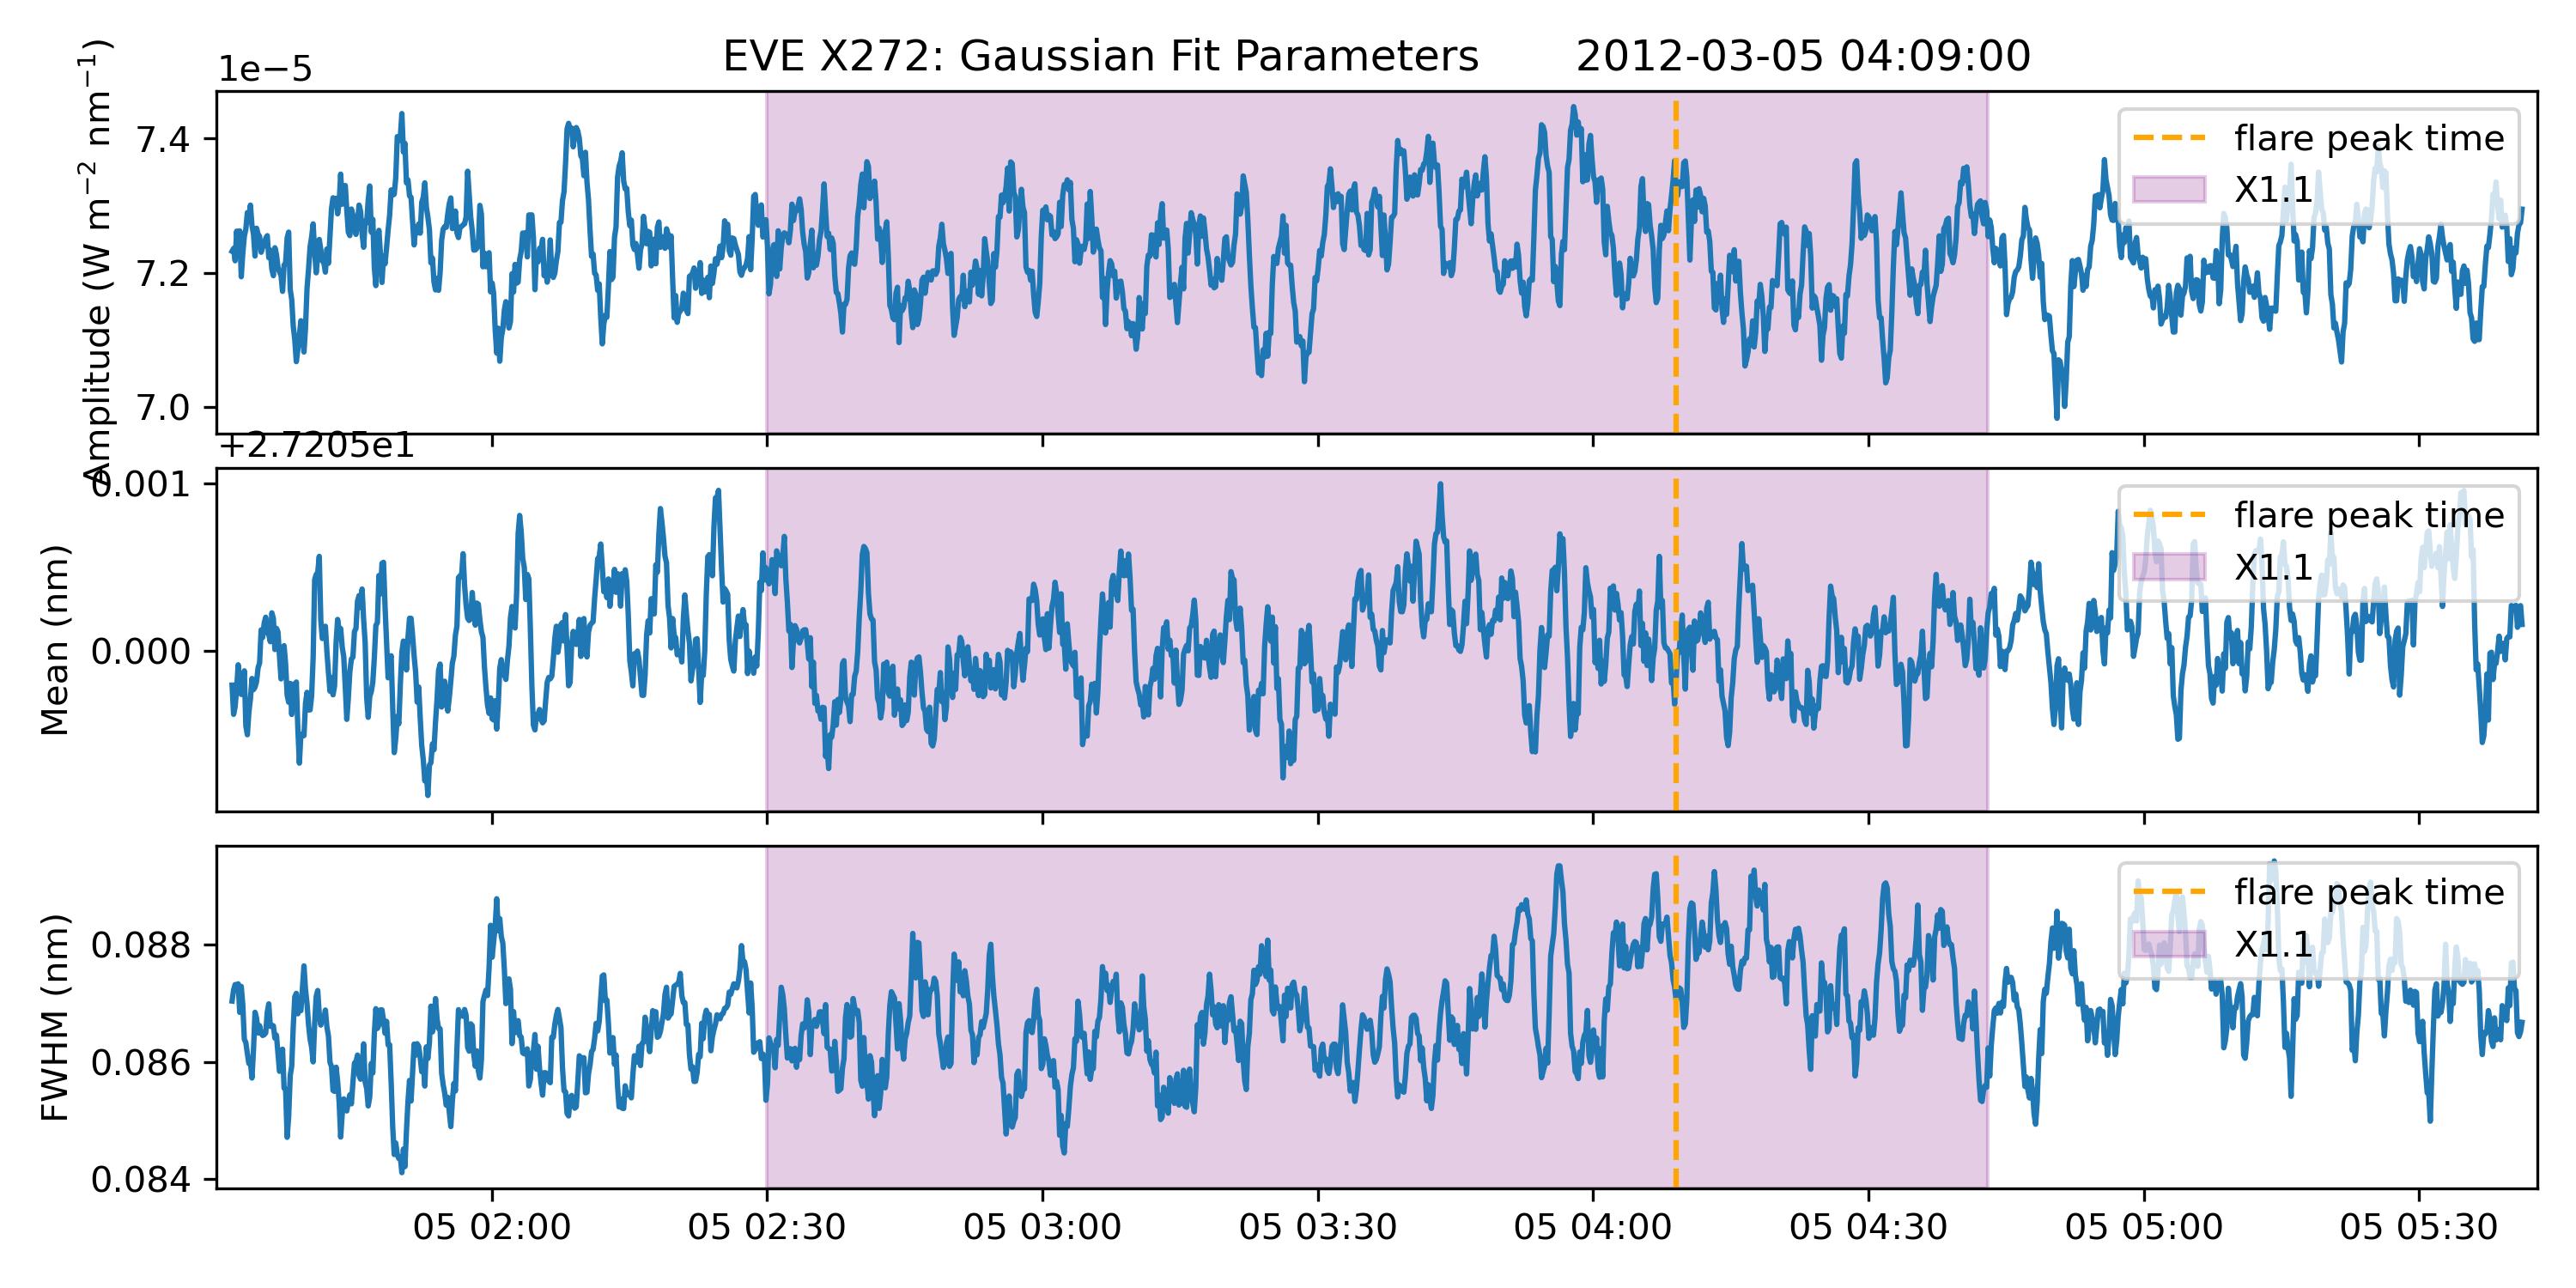 EVE X272: Gaussian Fit Parameters 2012-03-05 04:09:00
1e−5
Amplitude (W m⁻² nm⁻¹)
7.4
7.2
7.0
flare peak time
X1.1
+2.7205e1
Mean (nm)
0.001
0.000
flare peak time
X1.1
FWHM (nm)
0.088
0.086
0.084
flare peak time
X1.1
05 02:00 05 02:30 05 03:00 05 03:30 05 04:00 05 04:30 05 05:00 05 05:30